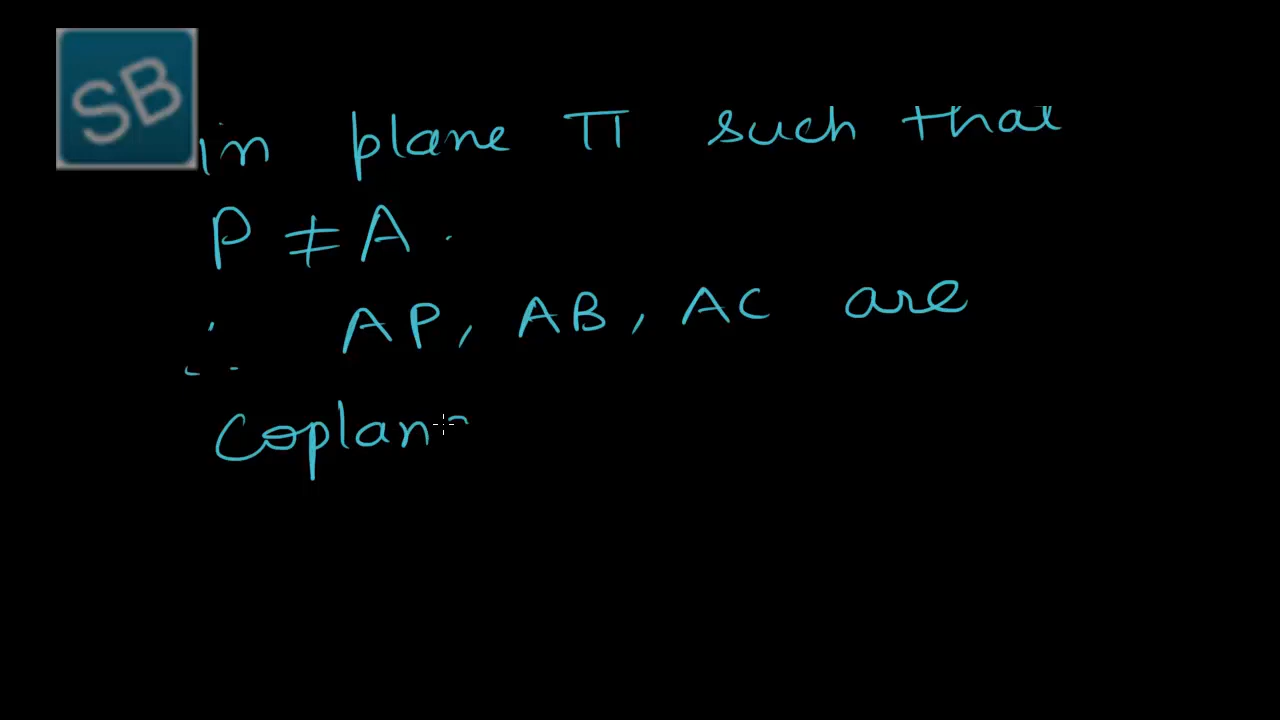 SB
in plane π such that
P ≠ A .
∴ AP, AB, AC are
Coplan